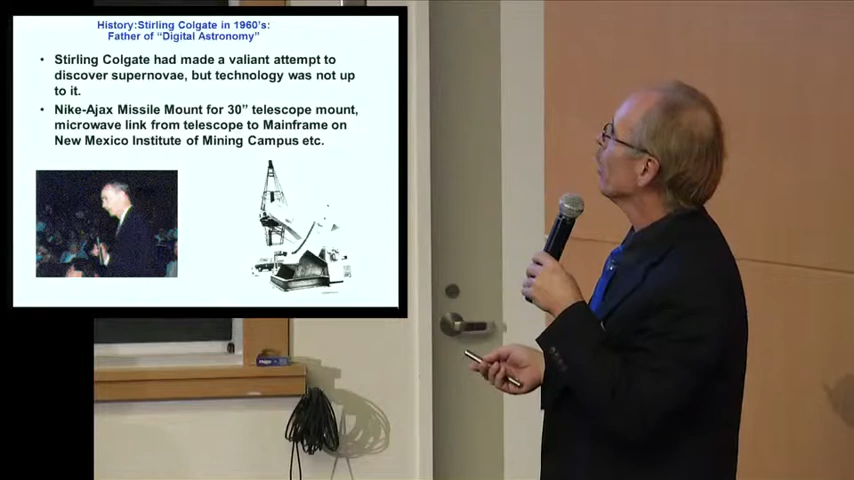 History:Stirling Colgate in 1960's:
Father of "Digital Astronomy"
• Stirling Colgate had made a valiant attempt to
discover supernovae, but technology was not up
to it.
• Nike-Ajax Missile Mount for 30" telescope mount,
microwave link from telescope to Mainframe on
New Mexico Institute of Mining Campus etc.